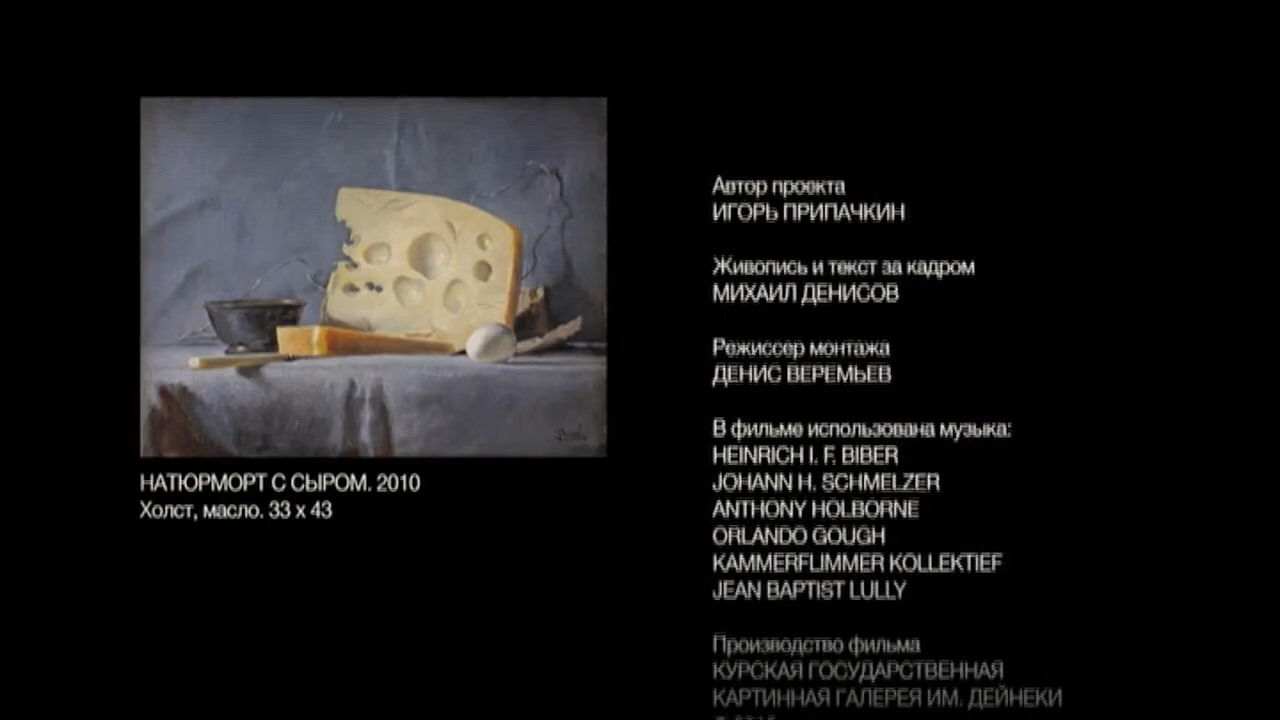 НАТЮРМОРТ С СЫРОМ. 2010
Холст, масло. 33 х 43
Автор проекта
ИГОРЬ ПРИПАЧКИН
Живопись и текст за кадром
МИХАИЛ ДЕНИСОВ
Режиссер монтажа
ДЕНИС ВЕРЕМЬЕВ
В фильме использована музыка:
HEINRICH I. F. BIBER
JOHANN H. SCHMELZER
ANTHONY HOLBORNE
ORLANDO GOUGH
KAMMERFLIMMER KOLLEKTIEF
JEAN BAPTIST LULLY
Производство фильма
КУРСКАЯ ГОСУДАРСТВЕННАЯ
КАРТИННАЯ ГАЛЕРЕЯ ИМ. ДЕЙНЕКИ